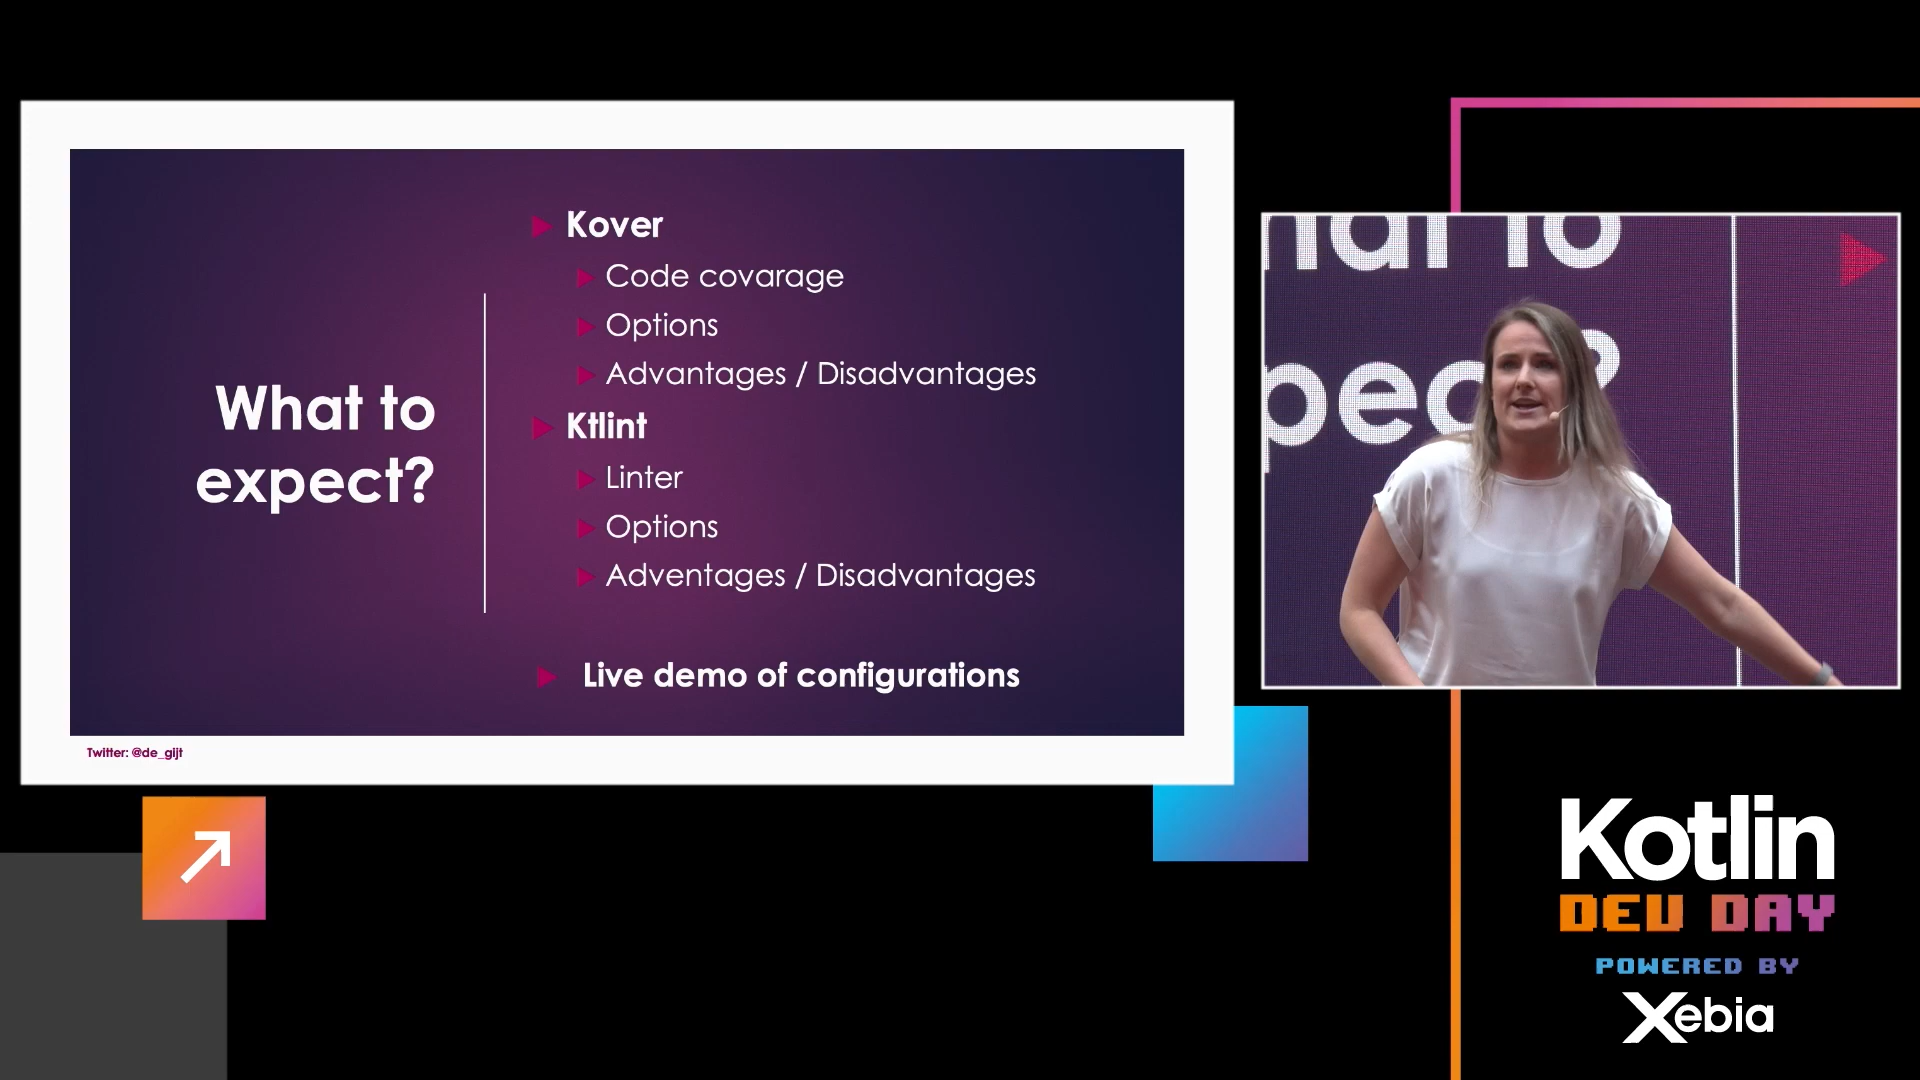 What to
expect?
Kover
Code covarage
Options
Advantages / Disadvantages
Ktlint
Linter
Options
Adventages / Disadvantages
Live demo of configurations
Twitter: @de_gijt
Kotlin
DEV DAY
POWERED BY
Xebia